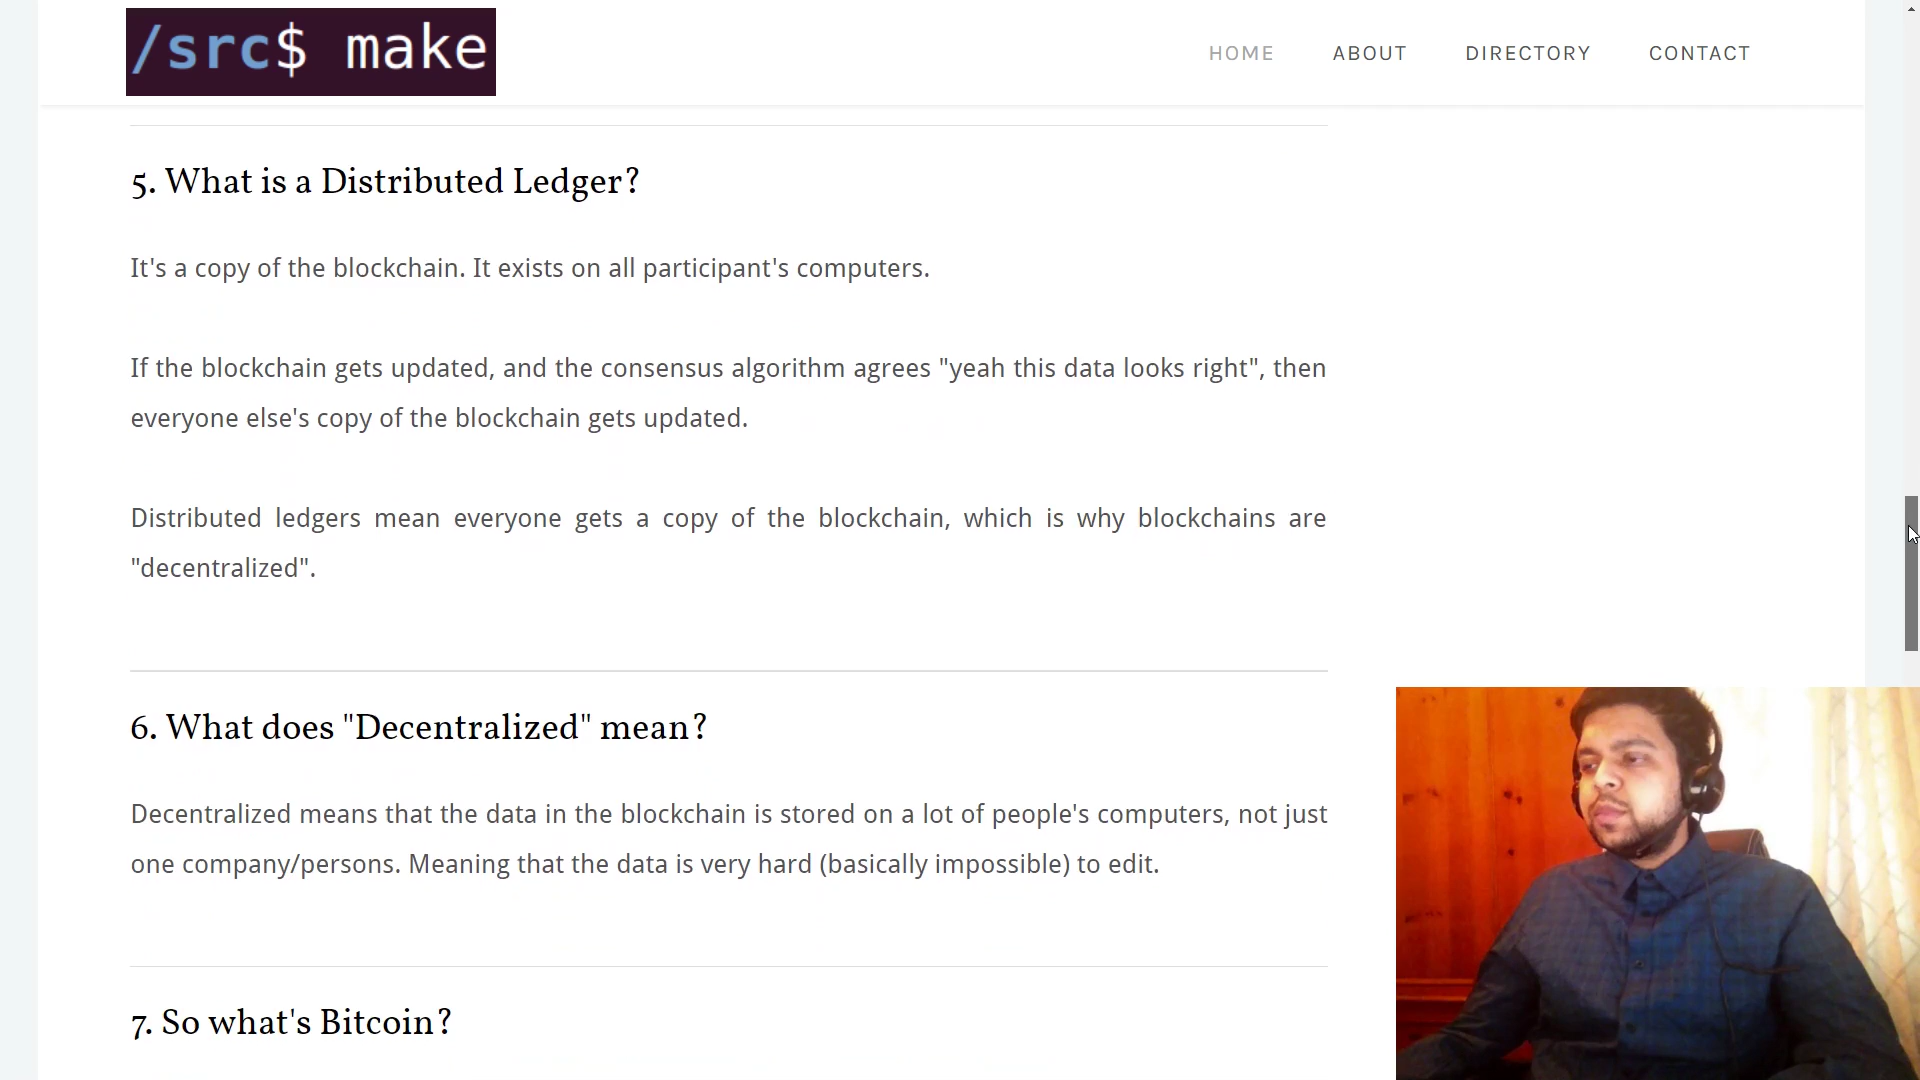 /src$ make
HOME ABOUT DIRECTORY CONTACT
5. What is a Distributed Ledger?
It's a copy of the blockchain. It exists on all participant's computers.
If the blockchain gets updated, and the consensus algorithm agrees "yeah this data looks right", then
everyone else's copy of the blockchain gets updated.
Distributed ledgers mean everyone gets a copy of the blockchain, which is why blockchains are
"decentralized".
6. What does "Decentralized" mean?
Decentralized means that the data in the blockchain is stored on a lot of people's computers, not just
one company/persons. Meaning that the data is very hard (basically impossible) to edit.
7. So what's Bitcoin?